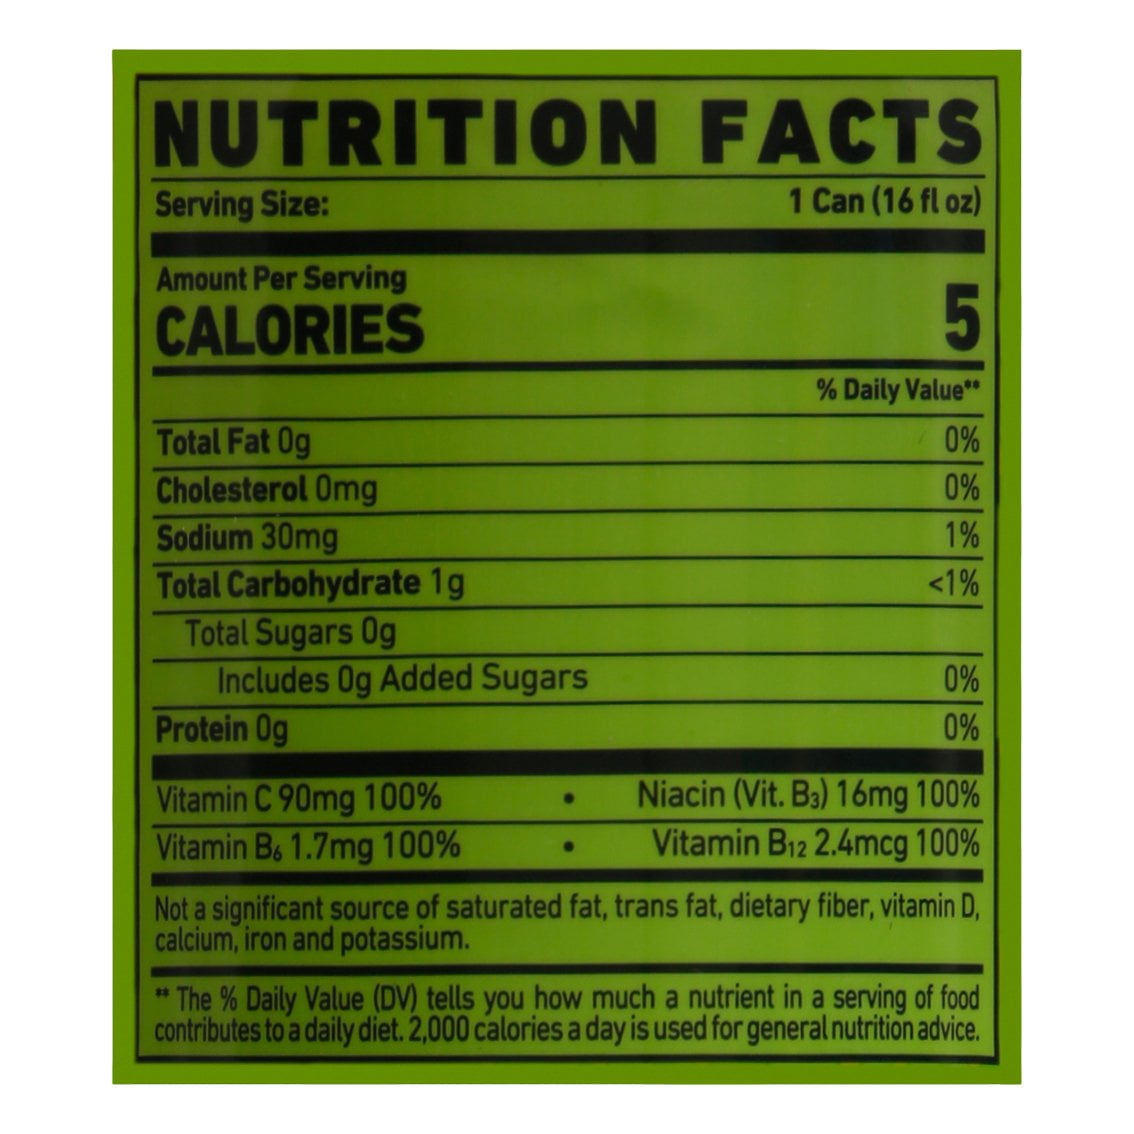 NUTRITION FACTS
Serving Size: 1 Can (16 fl oz)
Amount Per Serving
CALORIES 5
% Daily Value**
Total Fat 0g 0%
Cholesterol 0mg 0%
Sodium 30mg 1%
Total Carbohydrate 1g <1%
Total Sugars 0g
Includes 0g Added Sugars 0%
Protein 0g 0%
Vitamin C 90mg 100% • Niacin (Vit. B₃) 16mg 100%
Vitamin B₆ 1.7mg 100% • Vitamin B₁₂ 2.4mcg 100%
Not a significant source of saturated fat, trans fat, dietary fiber, vitamin D,
calcium, iron and potassium.
** The % Daily Value (DV) tells you how much a nutrient in a serving of food
contributes to a daily diet. 2,000 calories a day is used for general nutrition advice.